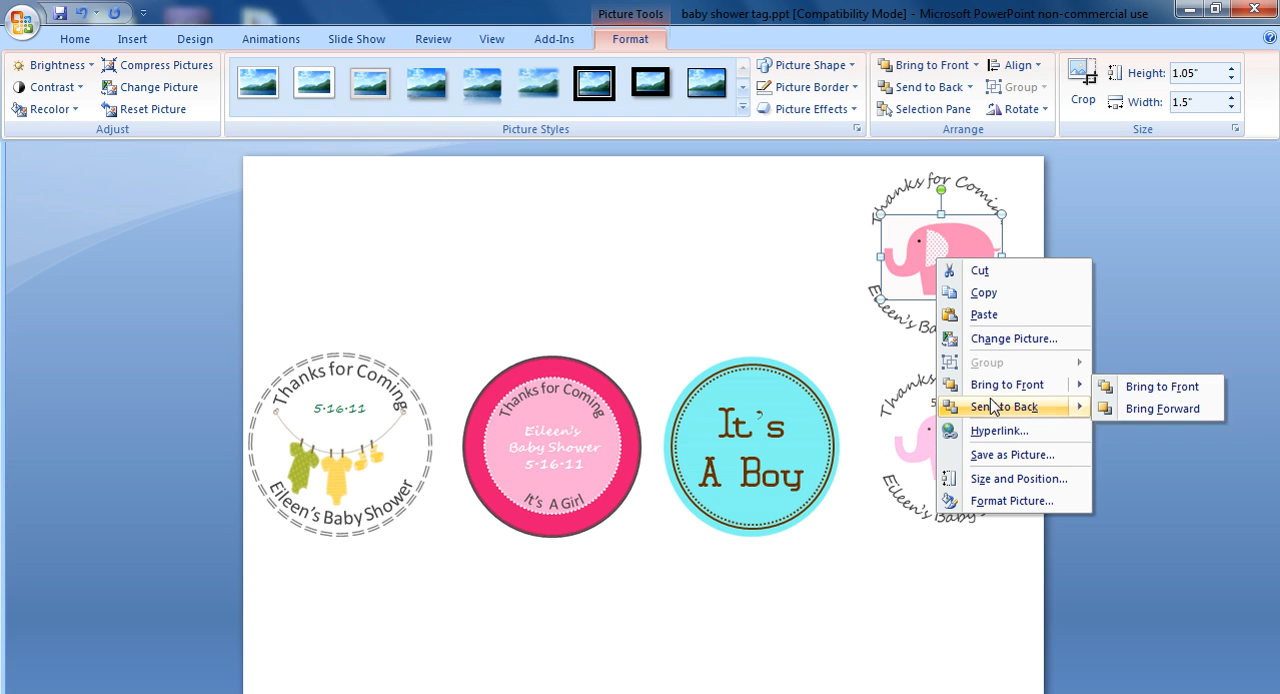 Picture Tools
baby shower tag.ppt [Compatibility Mode] - Microsoft PowerPoint non-commercial use
Home Insert Design Animations Slide Show Review View Add-Ins Format
Brightness Compress Pictures Picture Shape Bring to Front Align Height: 1.05"
Contrast Change Picture Picture Border Send to Back Group Crop Width: 1.5"
Recolor Reset Picture Picture Effects Selection Pane Rotate
Adjust Picture Styles Arrange Size
Thanks for Coming
Eileen's Ba
Cut
Copy
Paste
Change Picture...
Group
Bring to Front
Send to Back
Hyperlink...
Save as Picture...
Size and Position...
Format Picture...
Bring to Front
Bring Forward
Thanks for Coming
5·16·11
Eileen's Baby Shower
Thanks for Coming
Eileen's
Baby Shower
5·16·11
It's A Girl
It's
A Boy
Thanks
Eileen's Baby